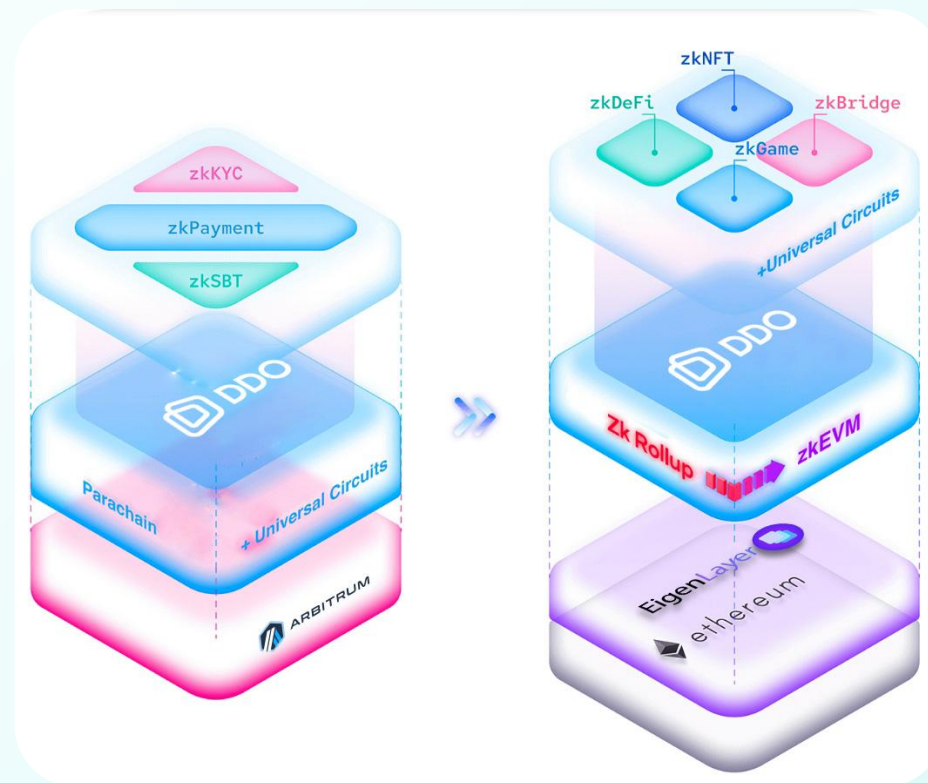 zkKYC
zkPayment
zkSBT
DDO
Parachain
+ Universal Circuits
ARBITRUM
zkNFT
zkDeFi
zkBridge
zkGame
+Universal Circuits
DDO
Zk Rollup
zkEVM
EigenLayer
ethereum